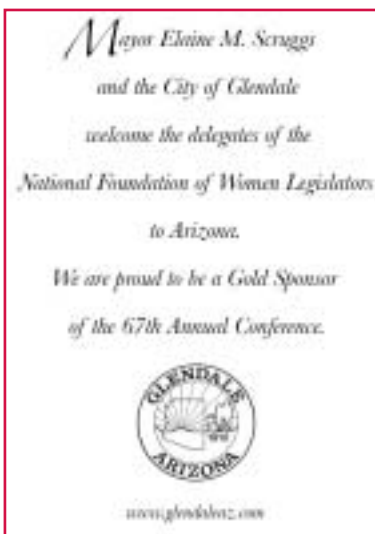 Mayor Elaine M. Scruggs
and the City of Glendale
welcome the delegates of the
National Foundation of Women Legislators
to Arizona.
We are proud to be a Gold Sponsor
of the 67th Annual Conference.
GLENDALE
ARIZONA
www.glendaleaz.com